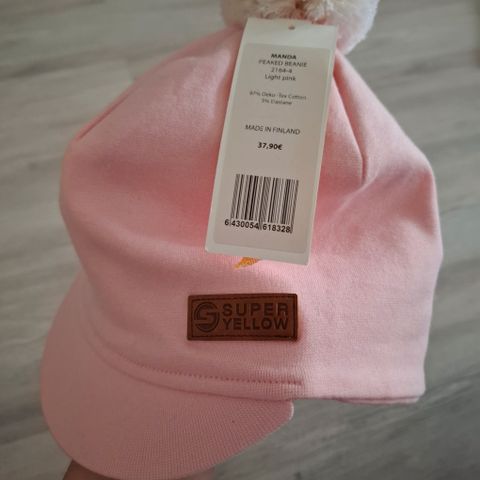 MANDA
PEAKED BEANIE
2164-4
Light pink
97% Oeko-Tex Cotton
3% Elastane
MADE IN FINLAND
37,90€
6 430054 618328
SUPER
YELLOW